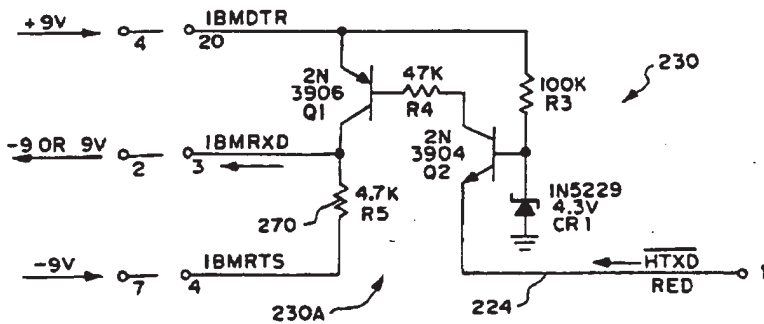 +9V
4
20
IBMDTR
2N
3906
Q1
47K
R4
100K
R3
230
2N
3904
Q2
-9 OR 9V
2
3
IBMRXD
1N5229
4.3V
CR1
4.7K
R5
270
-9V
7
4
IBMRTS
230A
224
HTXD
RED